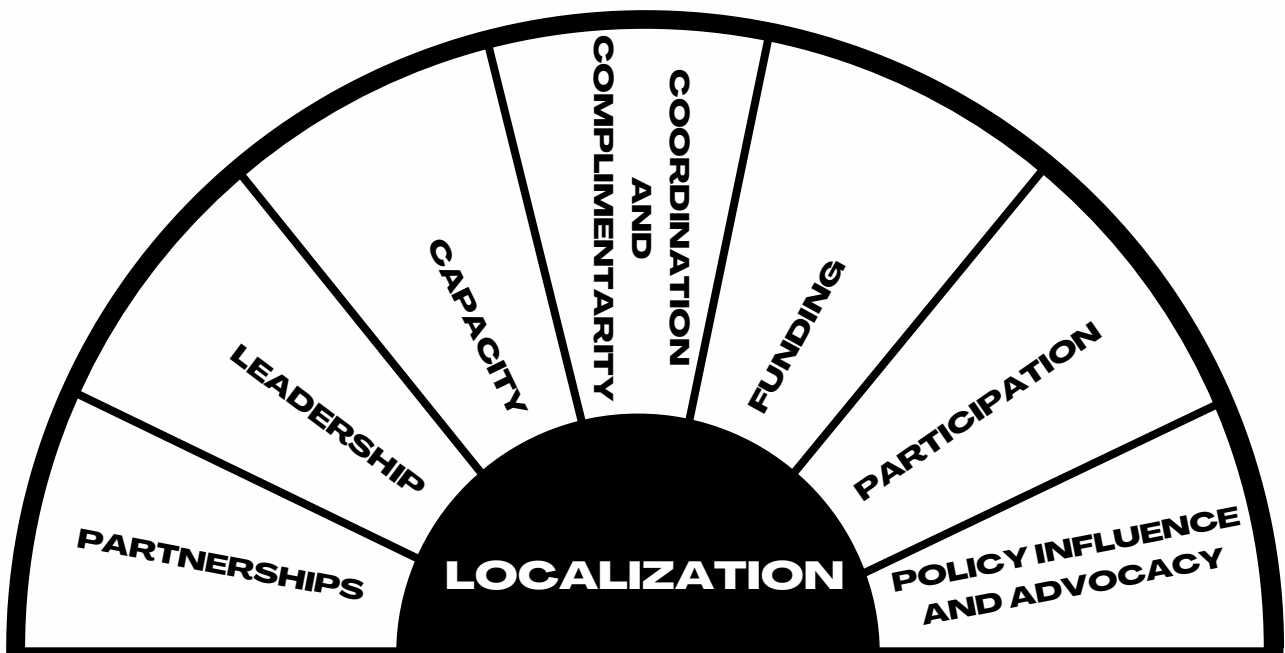 PARTNERSHIPS
LEADERSHIP
CAPACITY
COORDINATION
AND
COMPLIMENTARITY
FUNDING
PARTICIPATION
POLICY INFLUENCE
AND ADVOCACY
LOCALIZATION